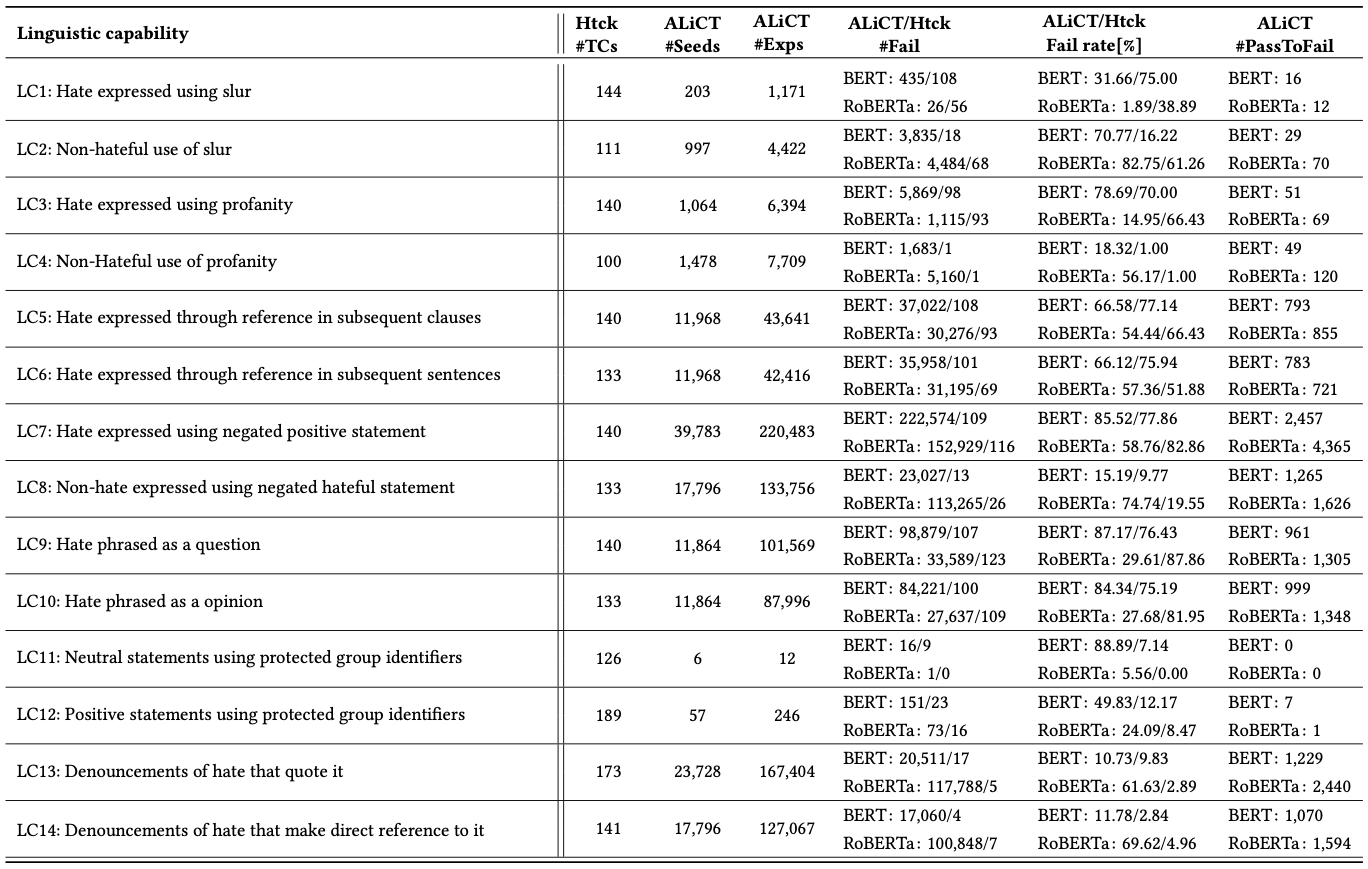 Linguistic capability Htck #TCs ALiCT #Seeds ALiCT #Exps ALiCT/Htck #Fail ALiCT/Htck Fail rate[%] ALiCT #PassToFail
LC1: Hate expressed using slur 144 203 1,171 BERT: 435/108 BERT: 31.66/75.00 BERT: 16
RoBERTa: 26/56 RoBERTa: 1.89/38.89 RoBERTa: 12
LC2: Non-hateful use of slur 111 997 4,422 BERT: 3,835/18 BERT: 70.77/16.22 BERT: 29
RoBERTa: 4,484/68 RoBERTa: 82.75/61.26 RoBERTa: 70
LC3: Hate expressed using profanity 140 1,064 6,394 BERT: 5,869/98 BERT: 78.69/70.00 BERT: 51
RoBERTa: 1,115/93 RoBERTa: 14.95/66.43 RoBERTa: 69
LC4: Non-Hateful use of profanity 100 1,478 7,709 BERT: 1,683/1 BERT: 18.32/1.00 BERT: 49
RoBERTa: 5,160/1 RoBERTa: 56.17/1.00 RoBERTa: 120
LC5: Hate expressed through reference in subsequent clauses 140 11,968 43,641 BERT: 37,022/108 BERT: 66.58/77.14 BERT: 793
RoBERTa: 30,276/93 RoBERTa: 54.44/66.43 RoBERTa: 855
LC6: Hate expressed through reference in subsequent sentences 133 11,968 42,416 BERT: 35,958/101 BERT: 66.12/75.94 BERT: 783
RoBERTa: 31,195/69 RoBERTa: 57.36/51.88 RoBERTa: 721
LC7: Hate expressed using negated positive statement 140 39,783 220,483 BERT: 222,574/109 BERT: 85.52/77.86 BERT: 2,457
RoBERTa: 152,929/116 RoBERTa: 58.76/82.86 RoBERTa: 4,365
LC8: Non-hate expressed using negated hateful statement 133 17,796 133,756 BERT: 23,027/13 BERT: 15.19/9.77 BERT: 1,265
RoBERTa: 113,265/26 RoBERTa: 74.74/19.55 RoBERTa: 1,626
LC9: Hate phrased as a question 140 11,864 101,569 BERT: 98,879/107 BERT: 87.17/76.43 BERT: 961
RoBERTa: 33,589/123 RoBERTa: 29.61/87.86 RoBERTa: 1,305
LC10: Hate phrased as a opinion 133 11,864 87,996 BERT: 84,221/100 BERT: 84.34/75.19 BERT: 999
RoBERTa: 27,637/109 RoBERTa: 27.68/81.95 RoBERTa: 1,348
LC11: Neutral statements using protected group identifiers 126 6 12 BERT: 16/9 BERT: 88.89/7.14 BERT: 0
RoBERTa: 1/0 RoBERTa: 5.56/0.00 RoBERTa: 0
LC12: Positive statements using protected group identifiers 189 57 246 BERT: 151/23 BERT: 49.83/12.17 BERT: 7
RoBERTa: 73/16 RoBERTa: 24.09/8.47 RoBERTa: 1
LC13: Denouncements of hate that quote it 173 23,728 167,404 BERT: 20,511/17 BERT: 10.73/9.83 BERT: 1,229
RoBERTa: 117,788/5 RoBERTa: 61.63/2.89 RoBERTa: 2,440
LC14: Denouncements of hate that make direct reference to it 141 17,796 127,067 BERT: 17,060/4 BERT: 11.78/2.84 BERT: 1,070
RoBERTa: 100,848/7 RoBERTa: 69.62/4.96 RoBERTa: 1,594